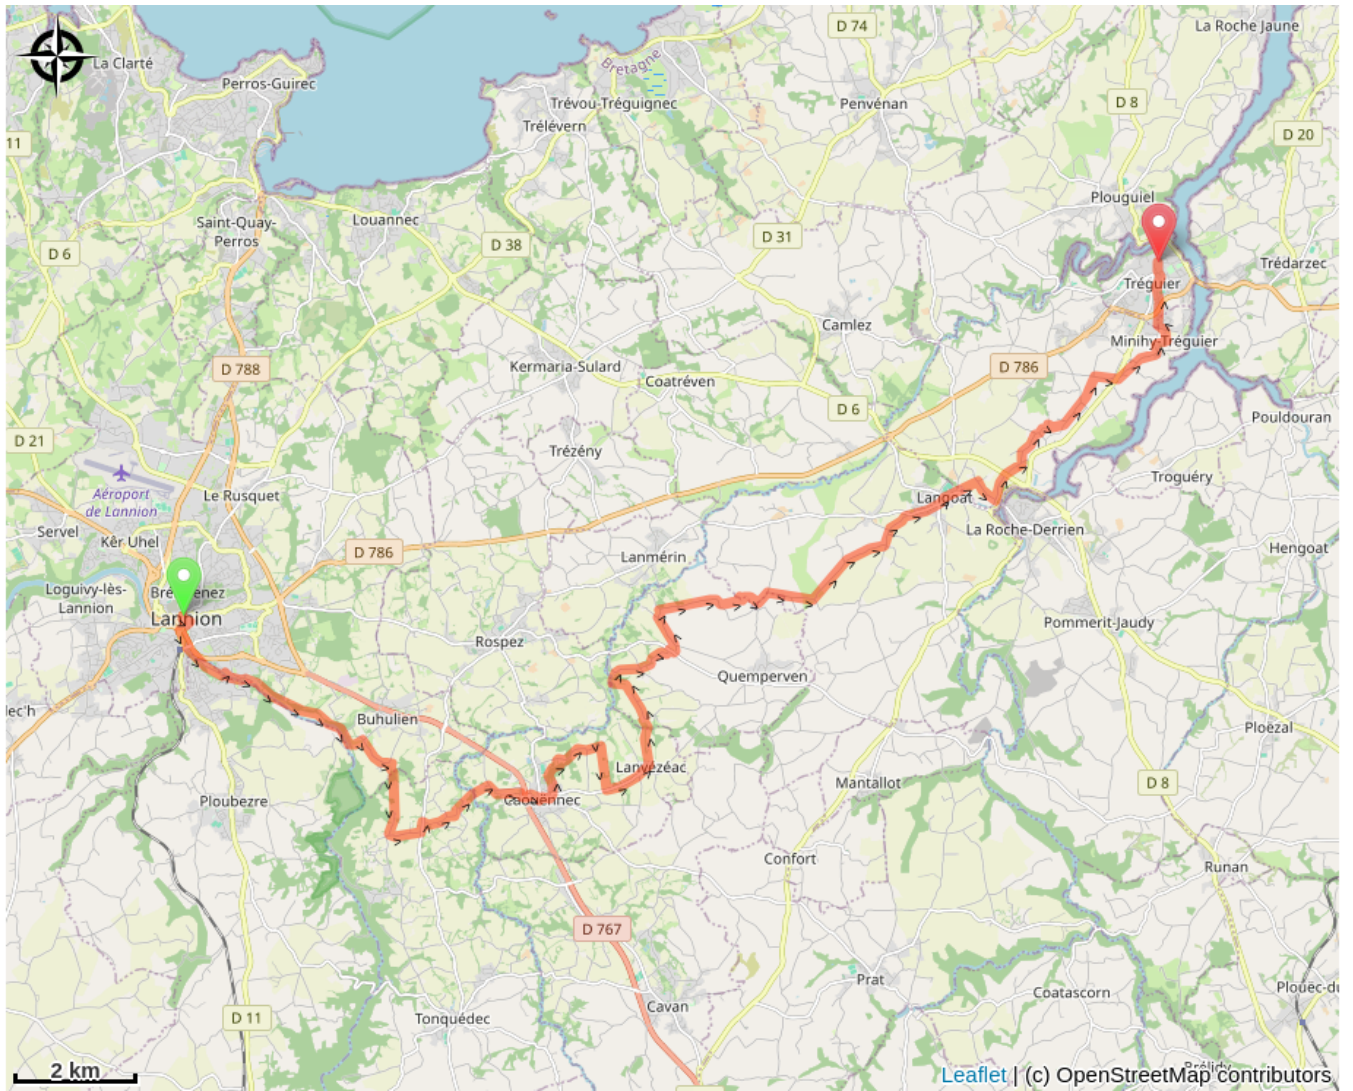 La Roche Jaune
D 74
La Clarté
Bretagne
Perros-Guirec
Trévou-Tréguignec
Penvénan
D 8
Trélévern
D 20
11
Plouguiel
Saint-Quay-
Perros
Louannec
D 31
D 38
D 6
Trédarzec
Tréguier
Camlez
Minihy-Tréguier
Kermaria-Sulard
D 788
D 786
Coatréven
D 6
Pouldouran
D 21
Trézény
Aéroport
de Lannion
Le Rusquet
Troguéry
Langoat
Servel
Kêr Uhel
La Roche-Derrien
D 786
Lanmérin
Hengoat
Loguivy-lès-
Lannion
Lannion
Pommerit-Jaudy
Rospez
Quemperven
lec'h
Buhulien
Ploëzal
Lanvézéac
Mantallot
D 8
Ploubezre
Caouënnec
Confort
Runan
D 767
Prat
Plouëc-du
Cavan
Coatascorn
Tonquédec
D 11
2 km
Leaflet | (c) OpenStreetMap contributors